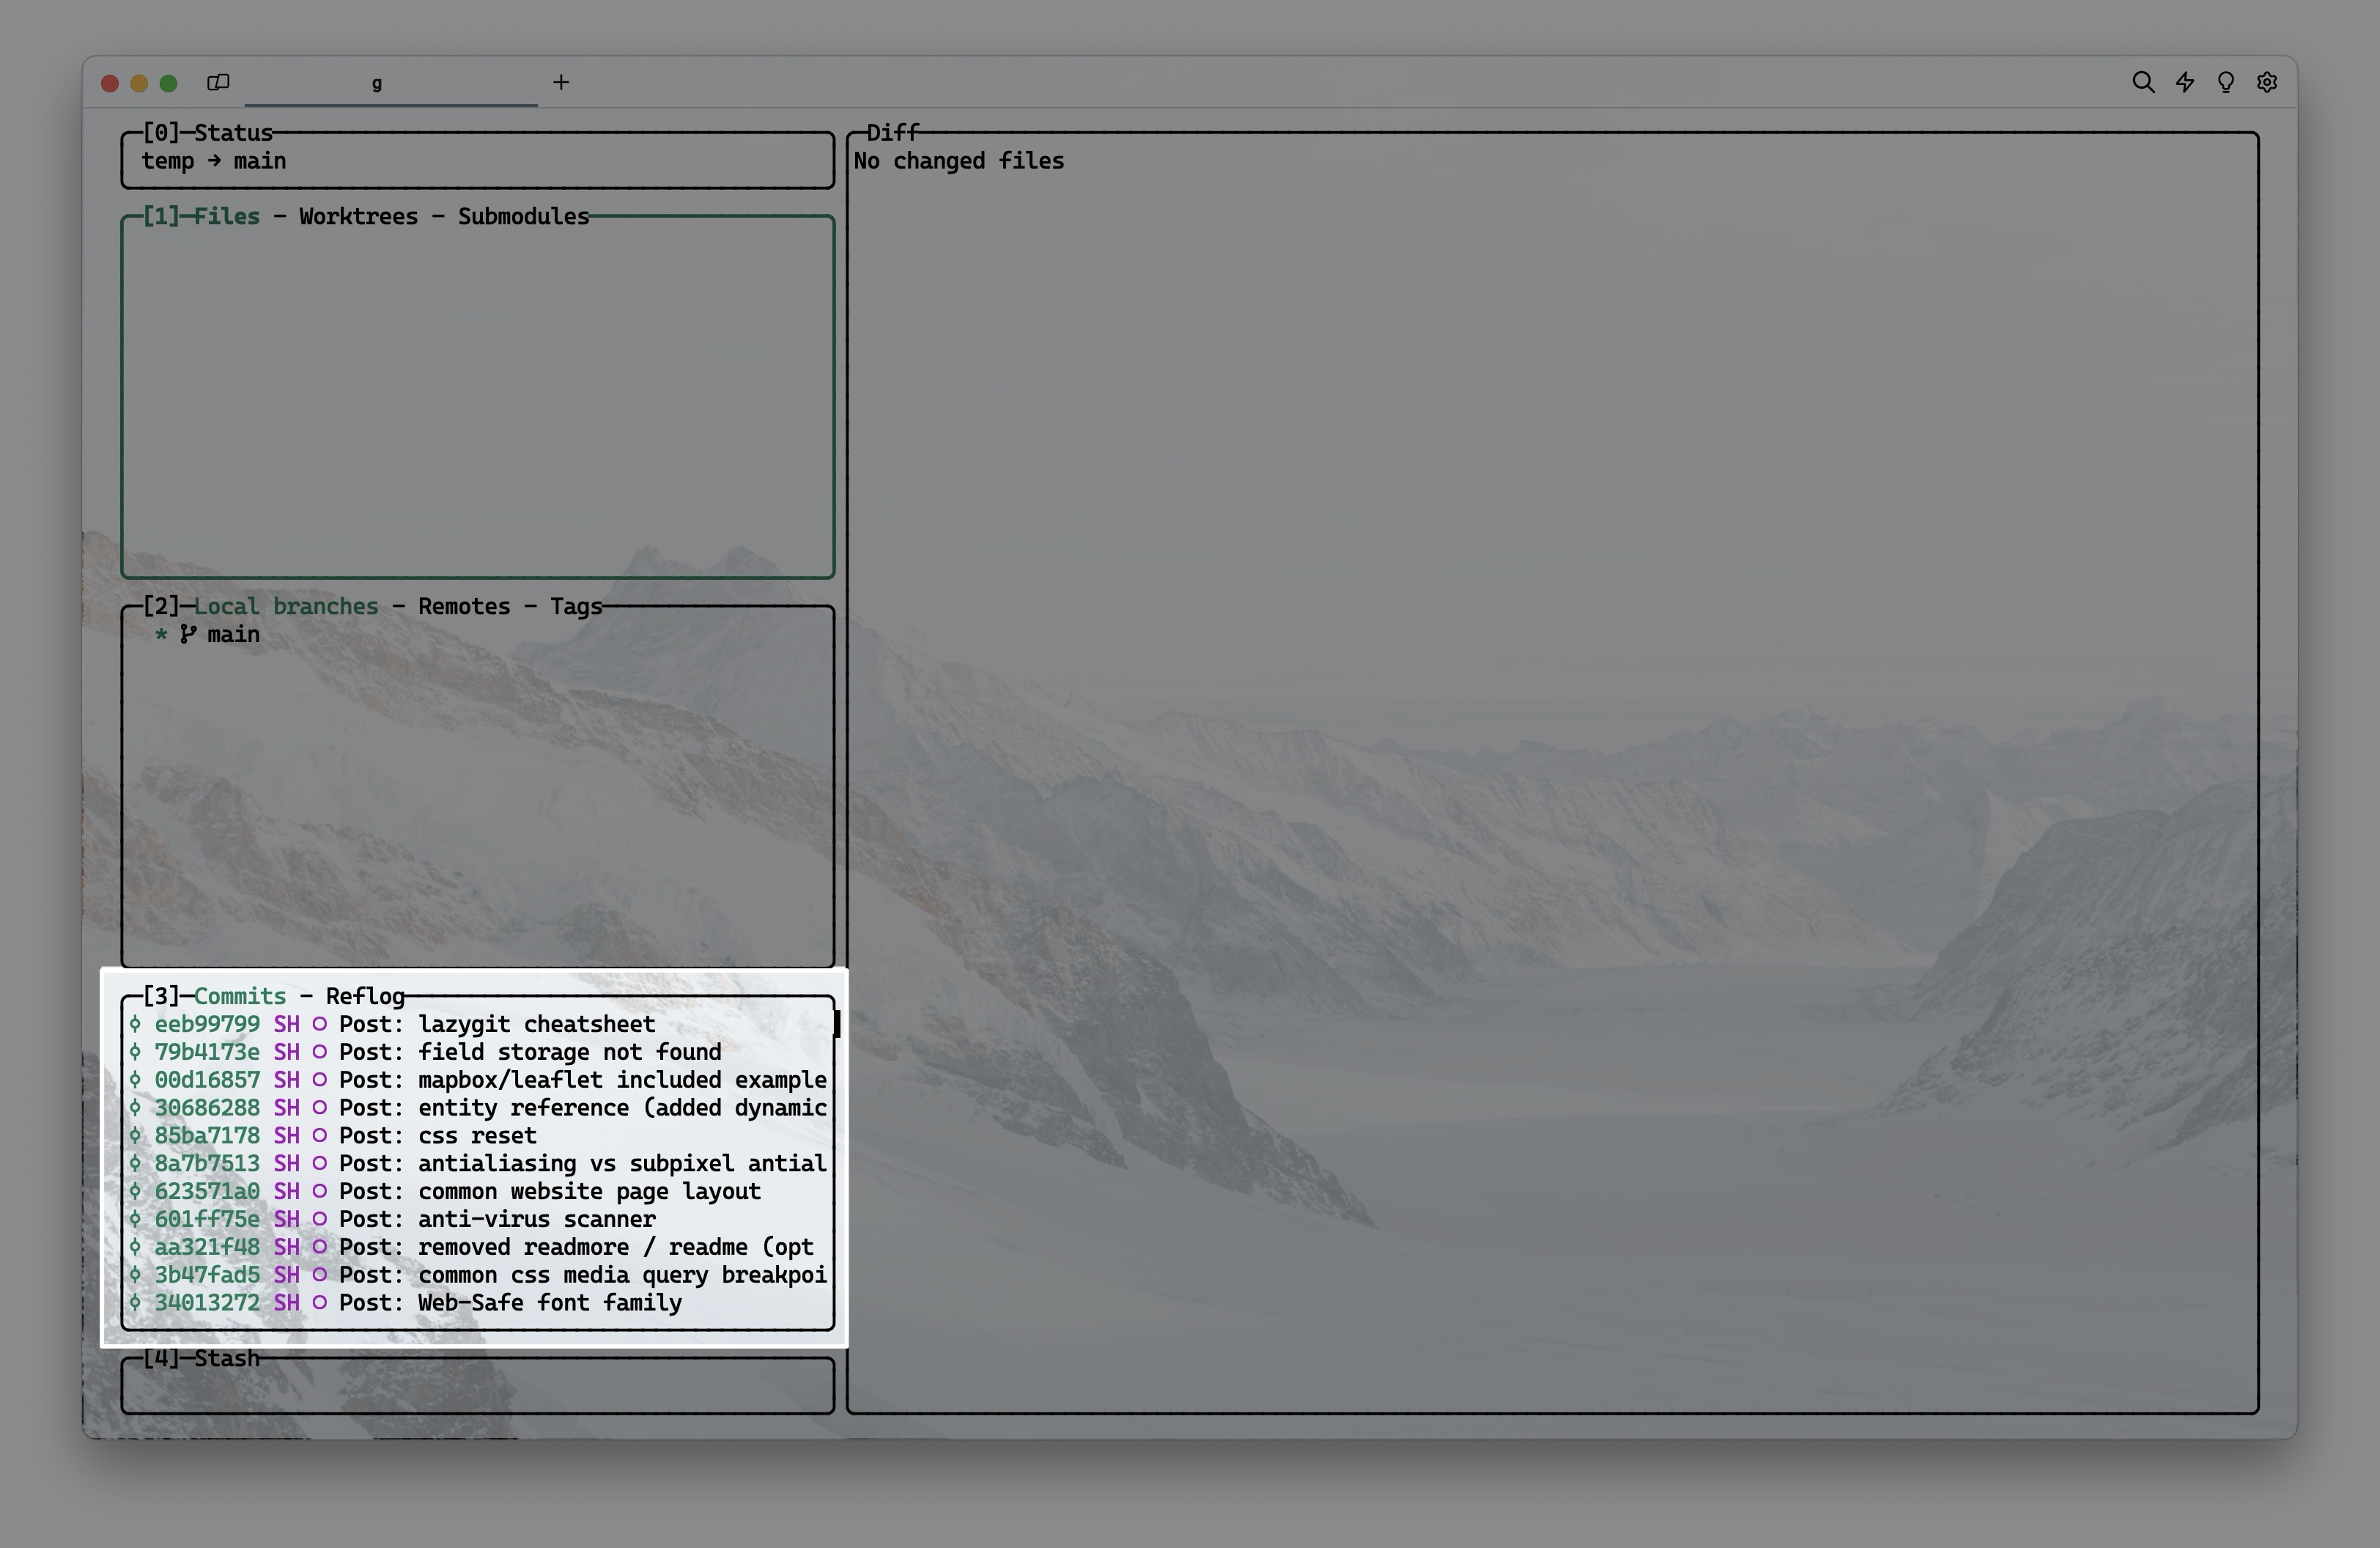 g
[0]─Status
temp → main
[1]─Files - Worktrees - Submodules
[2]─Local branches - Remotes - Tags
* main
[3]─Commits - Reflog
eeb99799 SH ○ Post: lazygit cheatsheet
79b4173e SH ○ Post: field storage not found
00d16857 SH ○ Post: mapbox/leaflet included example
30686288 SH ○ Post: entity reference (added dynamic
85ba7178 SH ○ Post: css reset
8a7b7513 SH ○ Post: antialiasing vs subpixel antial
623571a0 SH ○ Post: common website page layout
601ff75e SH ○ Post: anti-virus scanner
aa321f48 SH ○ Post: removed readmore / readme (opt
3b47fad5 SH ○ Post: common css media query breakpoi
34013272 SH ○ Post: Web-Safe font family
[4]─Stash
Diff
No changed files